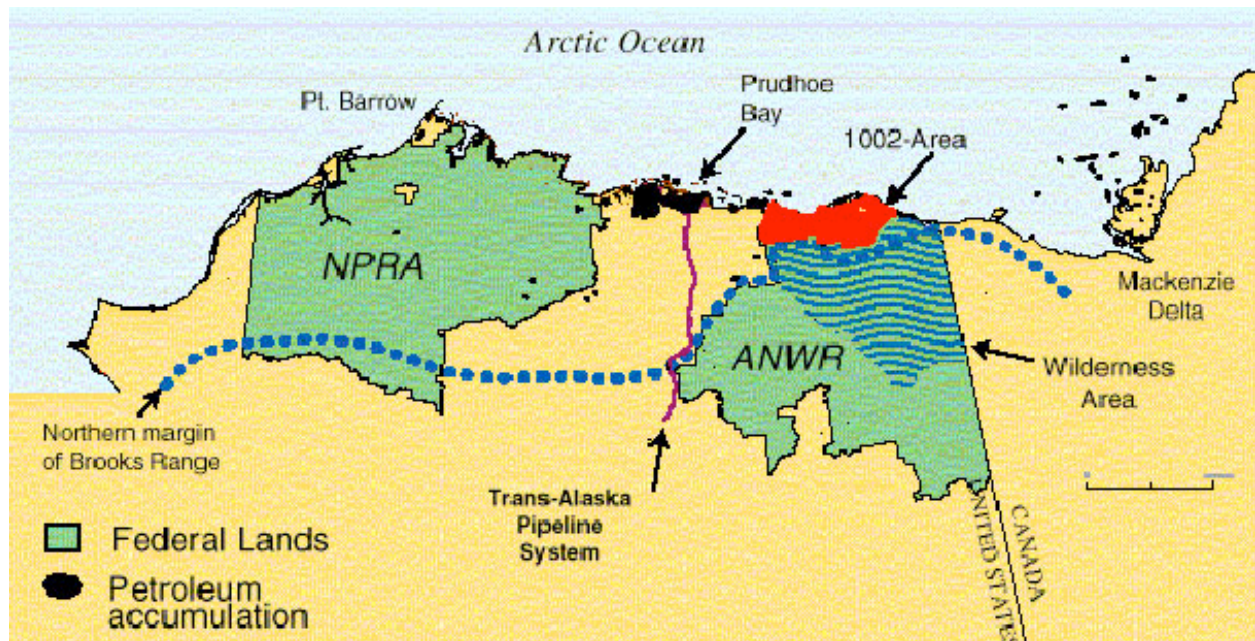 Arctic Ocean
Pt. Barrow
Prudhoe
Bay
1002-Area
NPRA
ANWR
Mackenzie
Delta
Wilderness
Area
Northern margin
of Brooks Range
Trans-Alaska
Pipeline
System
Federal Lands
Petroleum
accumulation
CANADA
UNITED STATES